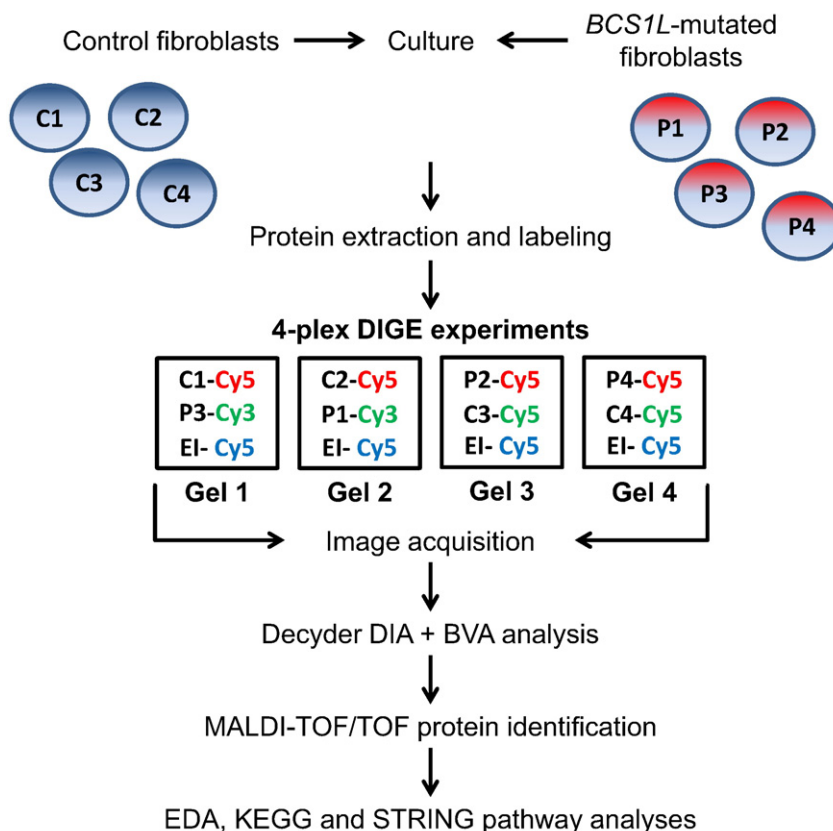 Control fibroblasts
Culture
BCS1L-mutated
fibroblasts
C1
C2
C3
C4
P1
P2
P3
P4
Protein extraction and labeling
4-plex DIGE experiments
C1-Cy5
P3-Cy3
EI- Cy5
Gel 1
C2-Cy5
P1-Cy3
EI- Cy5
Gel 2
P2-Cy5
C3-Cy5
EI- Cy5
Gel 3
P4-Cy5
C4-Cy5
EI- Cy5
Gel 4
Image acquisition
Decyder DIA + BVA analysis
MALDI-TOF/TOF protein identification
EDA, KEGG and STRING pathway analyses